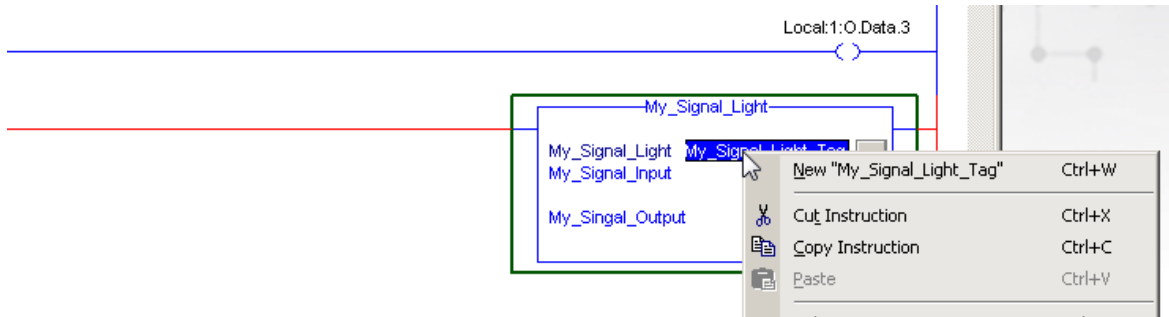 Local:1:O.Data.3
My_Signal_Light
My_Signal_Light My_Signal_Light_Tag
My_Signal_Input
My_Singal_Output
New "My_Signal_Light_Tag" Ctrl+W
Cut Instruction Ctrl+X
Copy Instruction Ctrl+C
Paste Ctrl+V